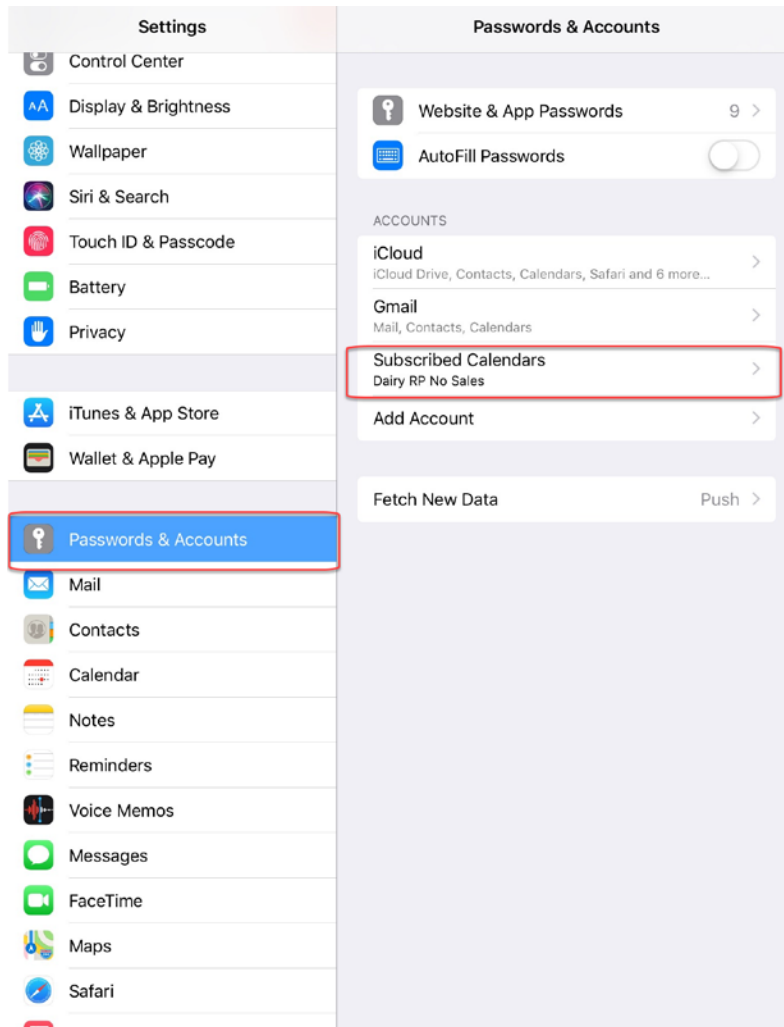 Settings
Control Center
AA Display & Brightness
Wallpaper
Siri & Search
Touch ID & Passcode
Battery
Privacy
iTunes & App Store
Wallet & Apple Pay
Passwords & Accounts
Mail
Contacts
Calendar
Notes
Reminders
Voice Memos
Messages
FaceTime
Maps
Safari
Passwords & Accounts
Website & App Passwords 9
AutoFill Passwords
ACCOUNTS
iCloud
iCloud Drive, Contacts, Calendars, Safari and 6 more...
Gmail
Mail, Contacts, Calendars
Subscribed Calendars
Dairy RP No Sales
Add Account
Fetch New Data Push